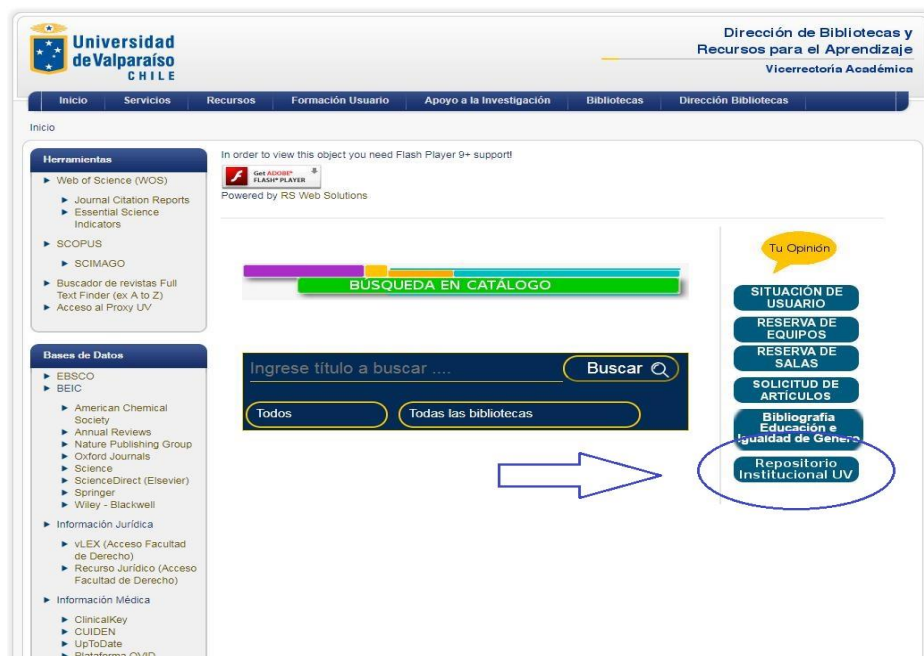 Universidad
de Valparaíso
CHILE
Dirección de Bibliotecas y
Recursos para el Aprendizaje
Vicerrectoría Académica
Inicio Servicios Recursos Formación Usuario Apoyo a la Investigación Bibliotecas Dirección Bibliotecas
Inicio
Herramientas
Web of Science (WOS)
Journal Citation Reports
Essential Science
Indicators
SCOPUS
SCIMAGO
Buscador de revistas Full
Text Finder (ex A to Z)
Acceso al Proxy UV
Bases de Datos
EBSCO
BEIC
American Chemical
Society
Annual Reviews
Nature Publishing Group
Oxford Journals
Science
ScienceDirect (Elsevier)
Springer
Wiley - Blackwell
Información Jurídica
vLEX (Acceso Facultad
de Derecho)
Recurso Jurídico (Acceso
Facultad de Derecho)
Información Médica
ClinicalKey
CUIDEN
UpToDate
Plataforma OVID
In order to view this object you need Flash Player 9+ support!
Get ADOBE®
FLASH® PLAYER
Powered by RS Web Solutions
BÚSQUEDA EN CATÁLOGO
Ingrese título a buscar ....
Buscar
Todos
Todas las bibliotecas
Tu Opinión
SITUACIÓN DE
USUARIO
RESERVA DE
EQUIPOS
RESERVA DE
SALAS
SOLICITUD DE
ARTÍCULOS
Bibliografía
Educación e
Igualdad de Genero
Repositorio
Institucional UV